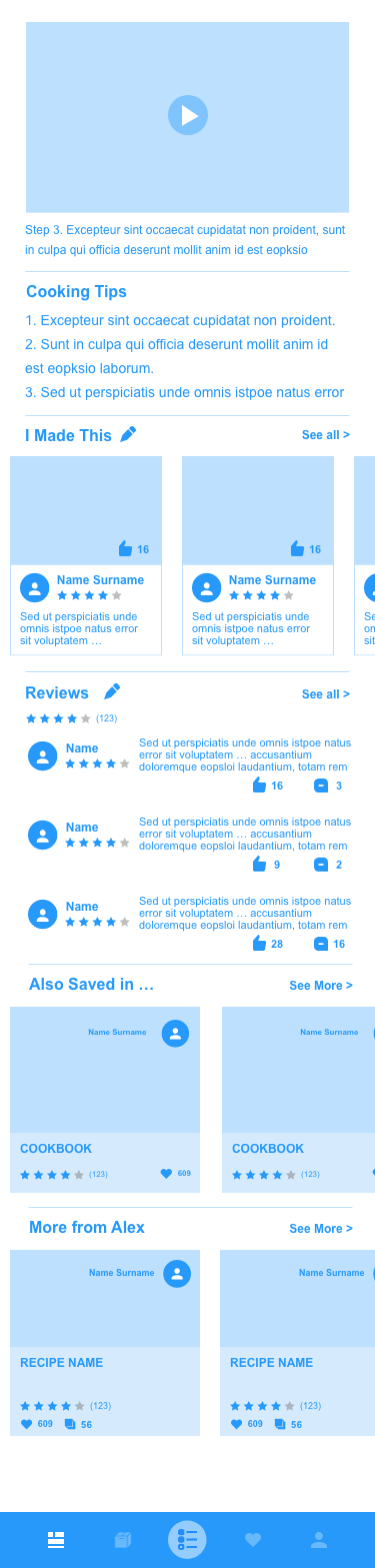 Step 3. Excepteur sint occaecat cupidatat non proident, sunt
in culpa qui officia deserunt mollit anim id est eopksio
Cooking Tips
1. Excepteur sint occaecat cupidatat non proident.
2. Sunt in culpa qui officia deserunt mollit anim id
est eopksio laborum.
3. Sed ut perspiciatis unde omnis istpoe natus error
I Made This
See all >
16
Name Surname
Sed ut perspiciatis unde
omnis istpoe natus error
sit voluptatem ...
16
Name Surname
Sed ut perspiciatis unde
omnis istpoe natus error
sit voluptatem ...
Reviews
See all >
(123)
Name
Sed ut perspiciatis unde omnis istpoe natus
error sit voluptatem ... accusantium
doloremque eopsloi laudantium, totam rem
16 3
Name
Sed ut perspiciatis unde omnis istpoe natus
error sit voluptatem ... accusantium
doloremque eopsloi laudantium, totam rem
9 2
Name
Sed ut perspiciatis unde omnis istpoe natus
error sit voluptatem ... accusantium
doloremque eopsloi laudantium, totam rem
28 16
Also Saved in ...
See More >
Name Surname
COOKBOOK
(123) 609
Name Surname
COOKBOOK
(123)
More from Alex
See More >
Name Surname
RECIPE NAME
(123)
609 56
Name Surname
RECIPE NAME
(123)
609 56